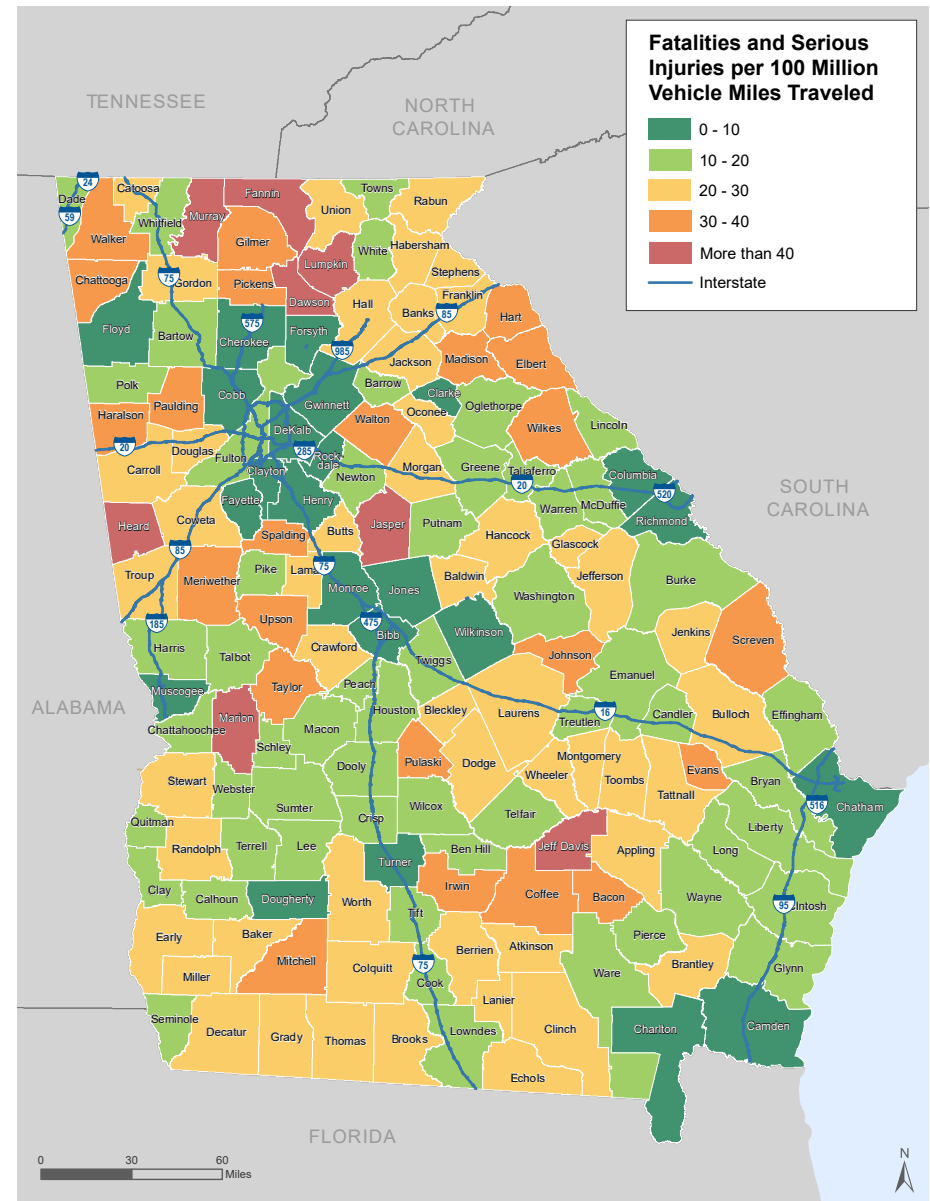 Fatalities and Serious
Injuries per 100 Million
Vehicle Miles Traveled
0 - 10
10 - 20
20 - 30
30 - 40
More than 40
Interstate
TENNESSEE
NORTH
CAROLINA
SOUTH
CAROLINA
ALABAMA
FLORIDA
24
Dade
59
Catoosa
Walker
Whitfield
Murray
Fannin
Gilmer
Union
Towns
Rabun
White
Habersham
Lumpkin
Stephens
Chattooga
75
Gordon
Pickens
Dawson
Hall
Banks
Franklin
85
Hart
Floyd
Bartow
575
Cherokee
Forsyth
985
Jackson
Madison
Elbert
Polk
Cobb
Gwinnett
Barrow
Clarke
Oglethorpe
Haralson
Paulding
DeKalb
Walton
Oconee
Wilkes
Lincoln
20
Carroll
Douglas
Fulton
285
Rock-
dale
Clayton
Newton
Morgan
Greene
Taliaferro
20
Columbia
520
Warren
McDuffie
Richmond
Heard
Coweta
Fayette
Henry
Spalding
Butts
Jasper
Putnam
Hancock
Glascock
85
Troup
Meriwether
Pike
Lama
75
Monroe
Jones
Baldwin
Jefferson
Burke
Washington
185
Harris
Talbot
Upson
Crawford
475
Bibb
Twiggs
Wilkinson
Johnson
Jenkins
Screven
Emanuel
Muscogee
Chattahoochee
Marion
Taylor
Peach
Houston
Bleckley
Laurens
16
Treutlen
Candler
Bulloch
Effingham
Schley
Macon
Dooly
Pulaski
Dodge
Wheeler
Montgomery
Toombs
Evans
Tattnall
Bryan
516
Chatham
Stewart
Webster
Sumter
Crisp
Wilcox
Telfair
Liberty
Quitman
Randolph
Terrell
Lee
Turner
Ben Hill
Jeff Davis
Appling
Long
Clay
Calhoun
Dougherty
Worth
Tift
Irwin
Coffee
Bacon
Wayne
95
cIntosh
Early
Baker
Mitchell
Colquitt
75
Cook
Berrien
Atkinson
Pierce
Ware
Brantley
Glynn
Miller
Seminole
Decatur
Grady
Thomas
Brooks
Lowndes
Lanier
Clinch
Echols
Charlton
Camden
0
30
60
Miles
N